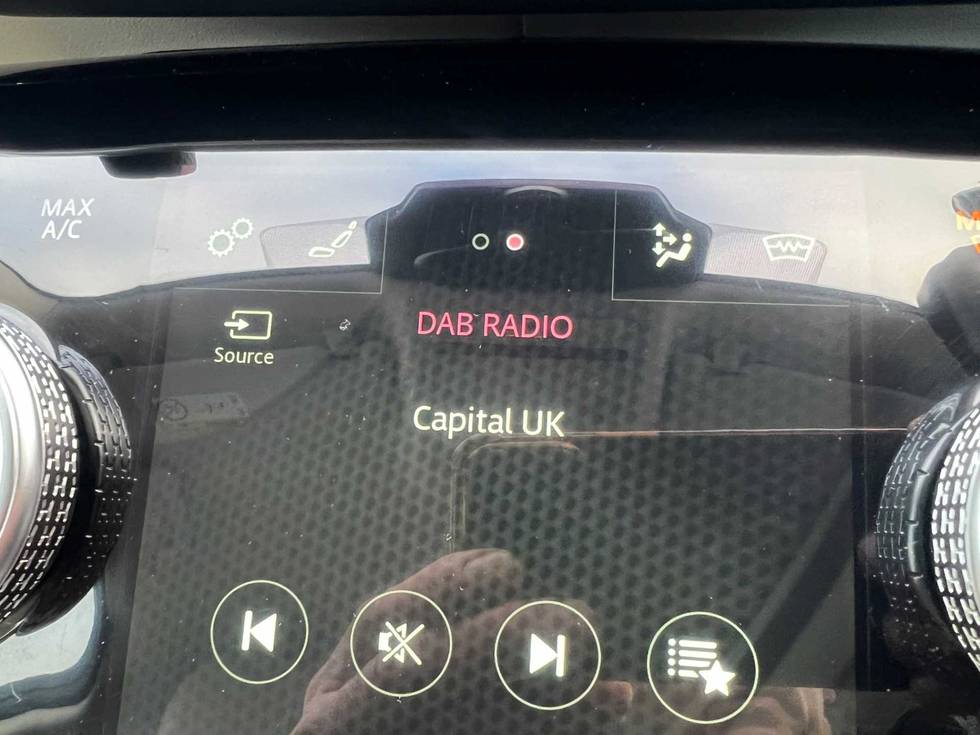 MAX
A/C
Source
DAB RADIO
Capital UK